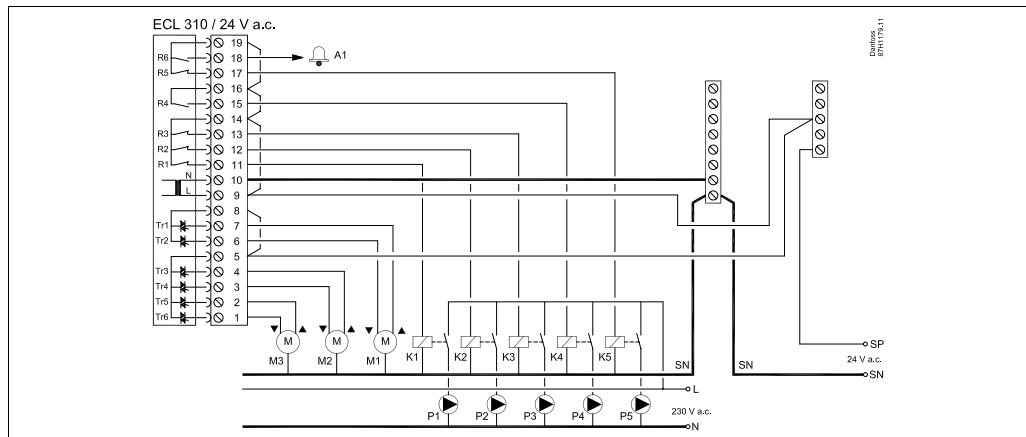 ECL 310 / 24 V a.c.
Danfoss
87H1179.11
19
R6 18 A1
R5 17
16
R4 15
14
R3 13
R2 12
R1 11
N 10
L 9
8
Tr1 7
Tr2 6
5
Tr3 4
Tr4 3
Tr5 2
Tr6 1
M M M
M3 M2 M1 K1 K2 K3 K4 K5
SP
24 V a.c.
SN SN SN
L
P1 P2 P3 P4 P5 230 V a.c.
N